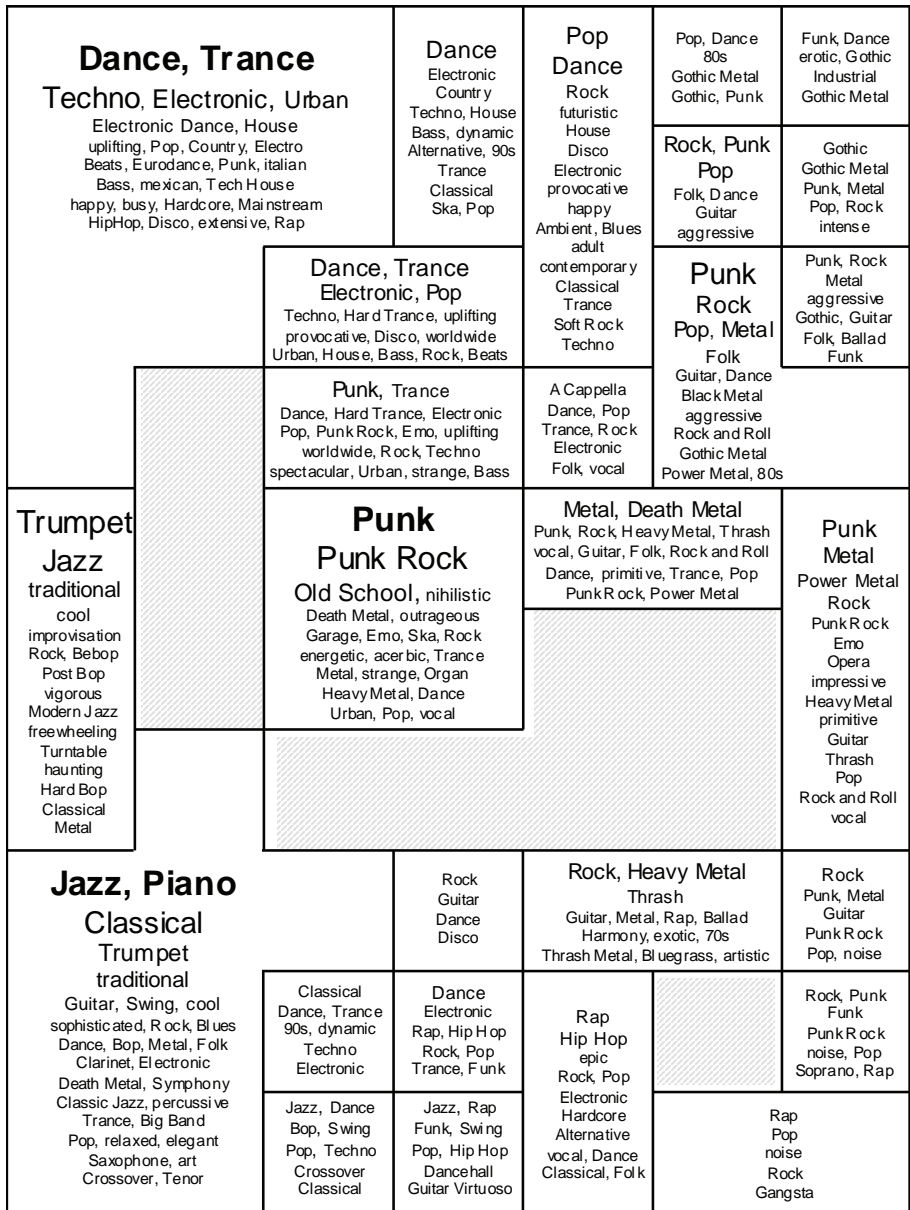 Dance, Trance
Techno, Electronic, Urban
Electronic Dance, House
uplifting, Pop, Country, Electro
Beats, Eurodance, Punk, italian
Bass, mexican, Tech House
happy, busy, Hardcore, Mainstream
HipHop, Disco, extensive, Rap
Dance
Electronic
Country
Techno, House
Bass, dynamic
Alternative, 90s
Trance
Classical
Ska, Pop
Pop
Dance
Rock
futuristic
House
Disco
Electronic
provocative
happy
Ambient, Blues
adult
contemporary
Classical
Trance
Soft Rock
Techno
Pop, Dance
80s
Gothic Metal
Gothic, Punk
Funk, Dance
erotic, Gothic
Industrial
Gothic Metal
Rock, Punk
Pop
Folk, Dance
Guitar
aggressive
Gothic
Gothic Metal
Punk, Metal
Pop, Rock
intense
Dance, Trance
Electronic, Pop
Techno, Hard Trance, uplifting
provocative, Disco, worldwide
Urban, House, Bass, Rock, Beats
Punk
Rock
Pop, Metal
Folk
Guitar, Dance
Black Metal
aggressive
Rock and Roll
Gothic Metal
Power Metal, 80s
Punk, Rock
Metal
aggressive
Gothic, Guitar
Folk, Ballad
Funk
Punk, Trance
Dance, Hard Trance, Electronic
Pop, Punk Rock, Emo, uplifting
worldwide, Rock, Techno
spectacular, Urban, strange, Bass
A Cappella
Dance, Pop
Trance, Rock
Electronic
Folk, vocal
Trumpet
Jazz
traditional
cool
improvisation
Rock, Bebop
Post Bop
vigorous
Modern Jazz
freewheeling
Turntable
haunting
Hard Bop
Classical
Metal
Punk
Punk Rock
Old School, nihilistic
Death Metal, outrageous
Garage, Emo, Ska, Rock
energetic, acerbic, Trance
Metal, strange, Organ
Heavy Metal, Dance
Urban, Pop, vocal
Metal, Death Metal
Punk, Rock, Heavy Metal, Thrash
vocal, Guitar, Folk, Rock and Roll
Dance, primitive, Trance, Pop
Punk Rock, Power Metal
Punk
Metal
Power Metal
Rock
Punk Rock
Emo
Opera
impressive
Heavy Metal
primitive
Guitar
Thrash
Pop
Rock and Roll
vocal
Jazz, Piano
Classical
Trumpet
traditional
Guitar, Swing, cool
sophisticated, Rock, Blues
Dance, Bop, Metal, Folk
Clarinet, Electronic
Death Metal, Symphony
Classic Jazz, percussive
Trance, Big Band
Pop, relaxed, elegant
Saxophone, art
Crossover, Tenor
Rock
Guitar
Dance
Disco
Rock, Heavy Metal
Thrash
Guitar, Metal, Rap, Ballad
Harmony, exotic, 70s
Thrash Metal, Bluegrass, artistic
Rock
Punk, Metal
Guitar
Punk Rock
Pop, noise
Classical
Dance, Trance
90s, dynamic
Techno
Electronic
Dance
Electronic
Rap, Hip Hop
Rock, Pop
Trance, Funk
Rap
Hip Hop
epic
Rock, Pop
Electronic
Hardcore
Alternative
vocal, Dance
Classical, Folk
Rock, Punk
Funk
Punk Rock
noise, Pop
Soprano, Rap
Jazz, Dance
Bop, Swing
Pop, Techno
Crossover
Classical
Jazz, Rap
Funk, Swing
Pop, Hip Hop
Dancehall
Guitar Virtuoso
Rap
Pop
noise
Rock
Gangsta